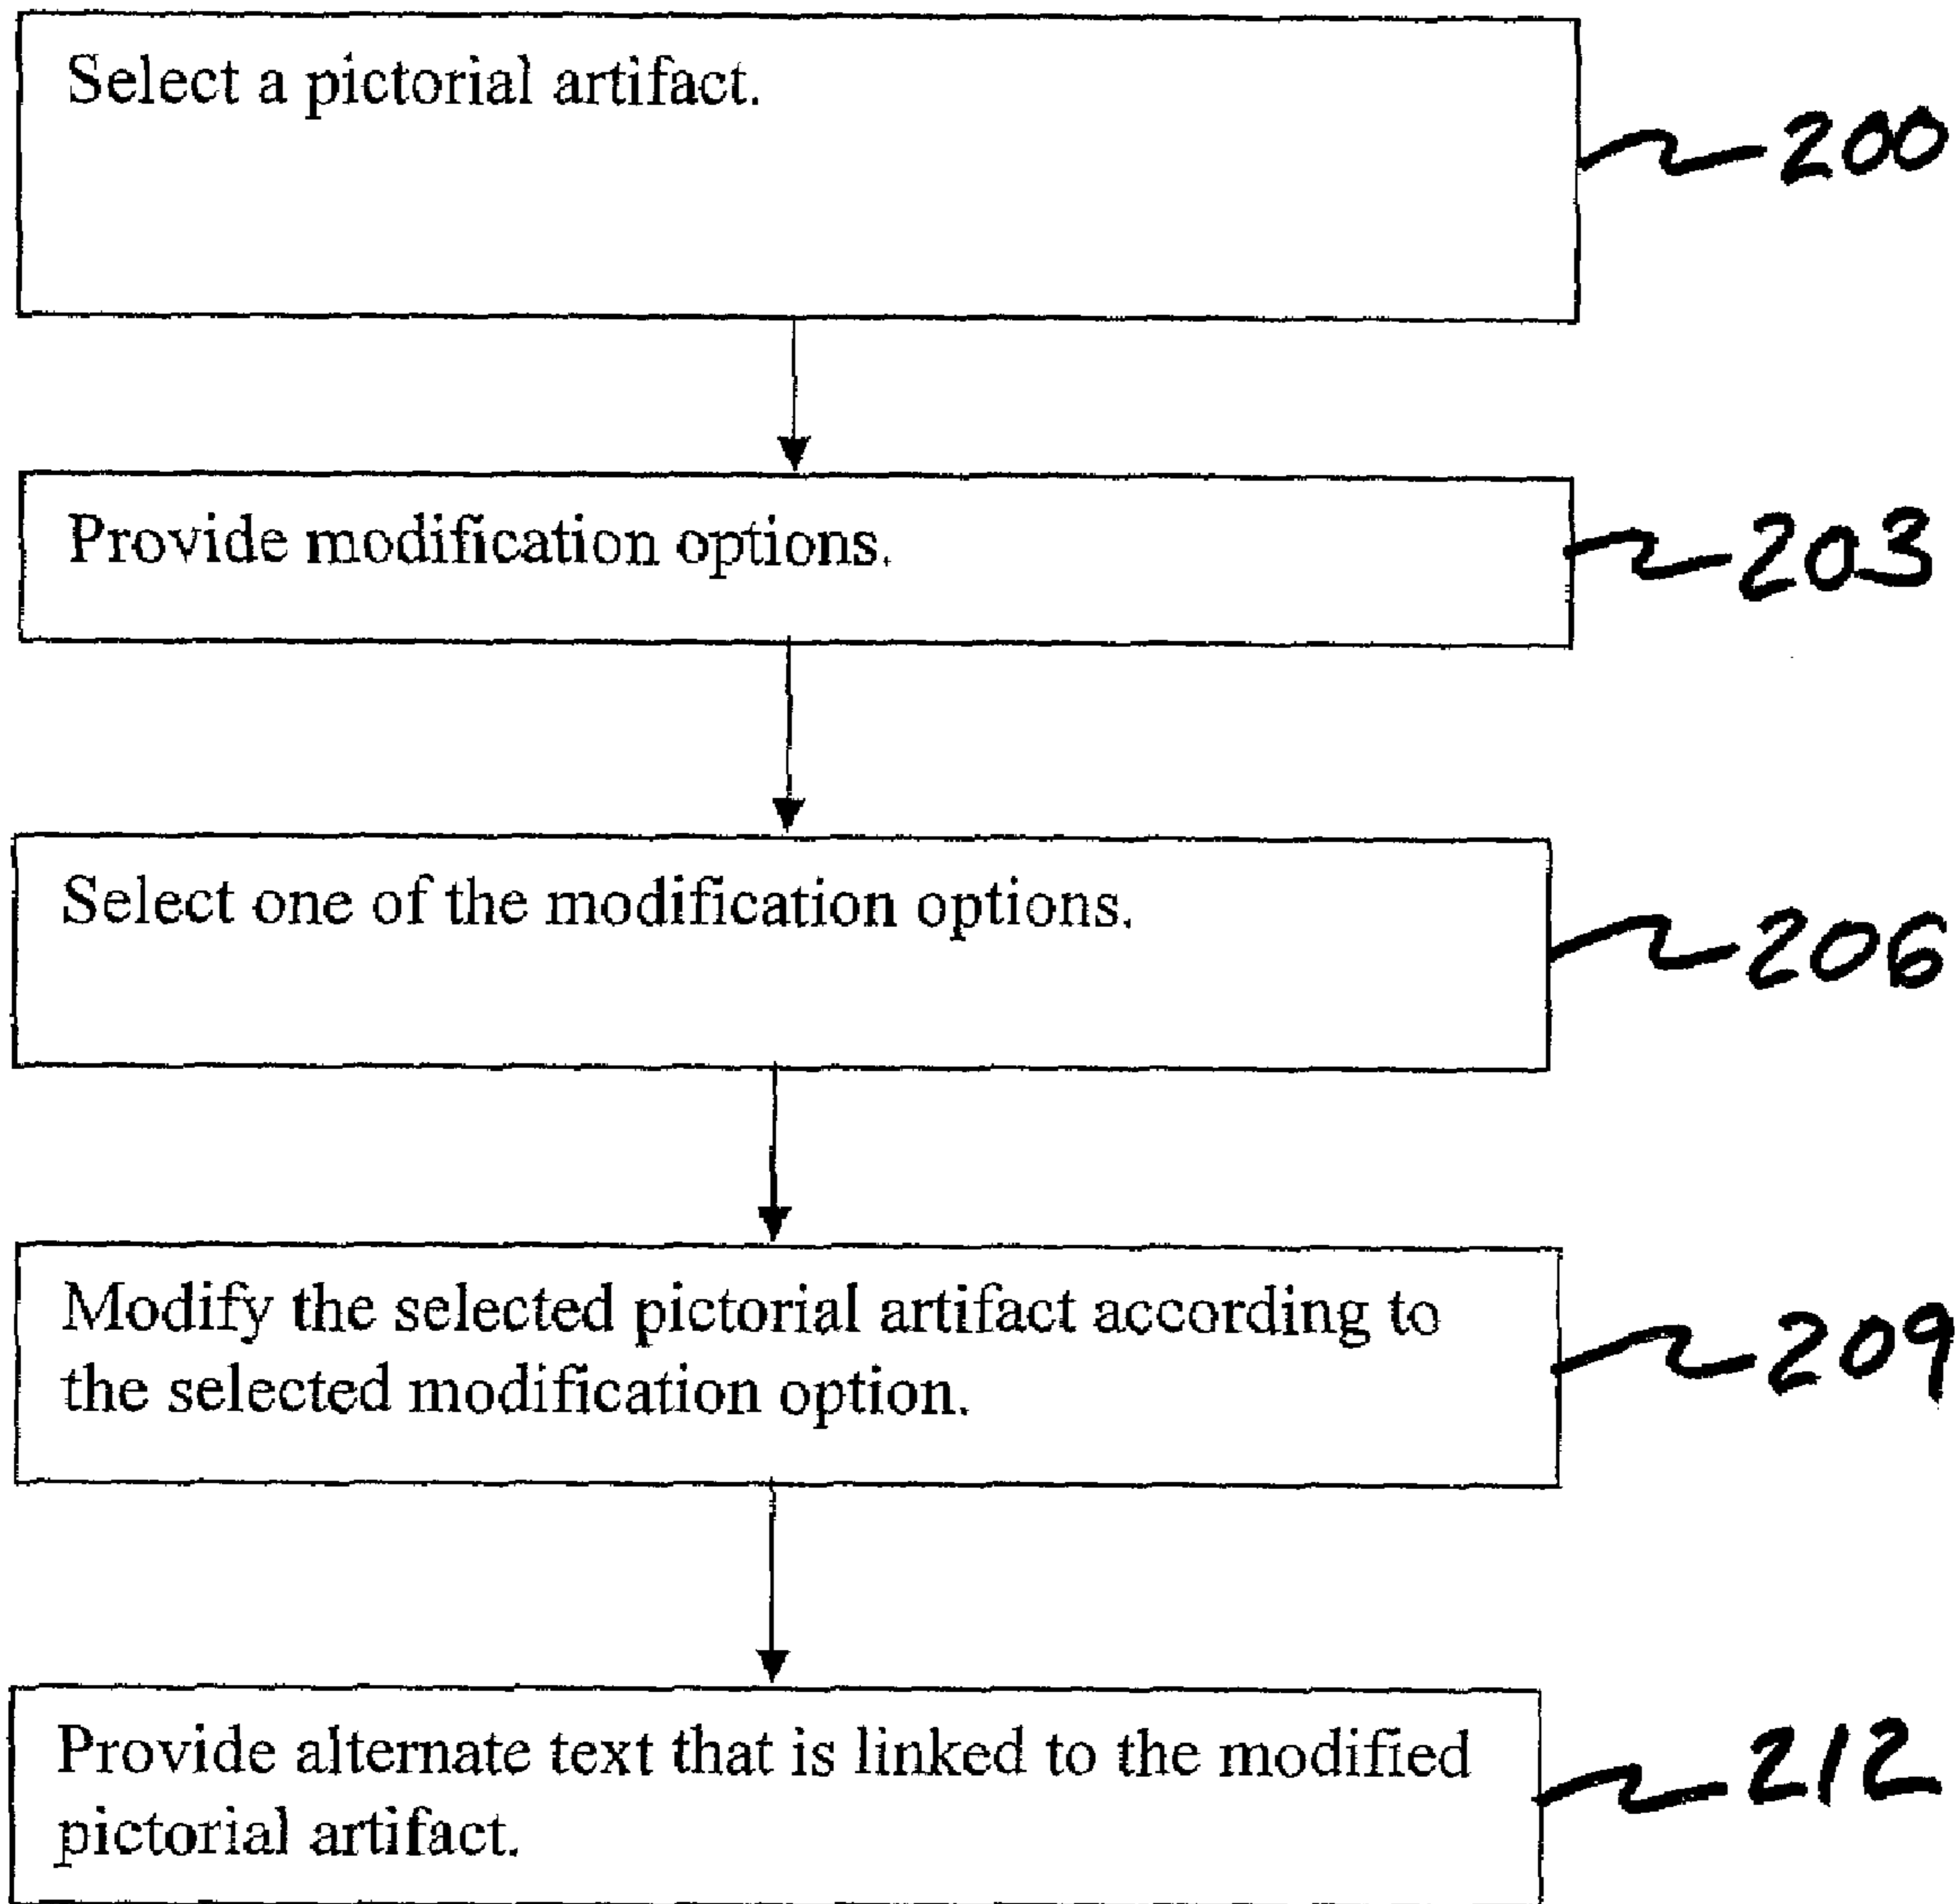 Select a pictorial artifact.
200
Provide modification options.
203
Select one of the modification options.
206
Modify the selected pictorial artifact according to
the selected modification option.
209
Provide alternate text that is linked to the modified
pictorial artifact.
212